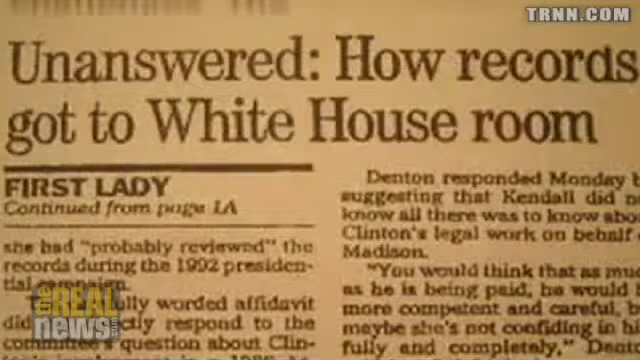 TRNN.COM
Unanswered: How records
got to White House room
FIRST LADY
Continued from page 1A
she had "probably reviewed" the
records during the 1992 presiden-
tial
lly worded affidavit
did ctly respond to the
committee's question about Clin-
Denton responded Monday b
suggesting that Kendall did n
know all there was to know abo
Clinton's legal work on behalf
Madison.
"You would think that as mu
as he is being paid, he would
more competent and careful, b
maybe she's not confiding in h
fully and completely," Dent
THE REAL
news.com